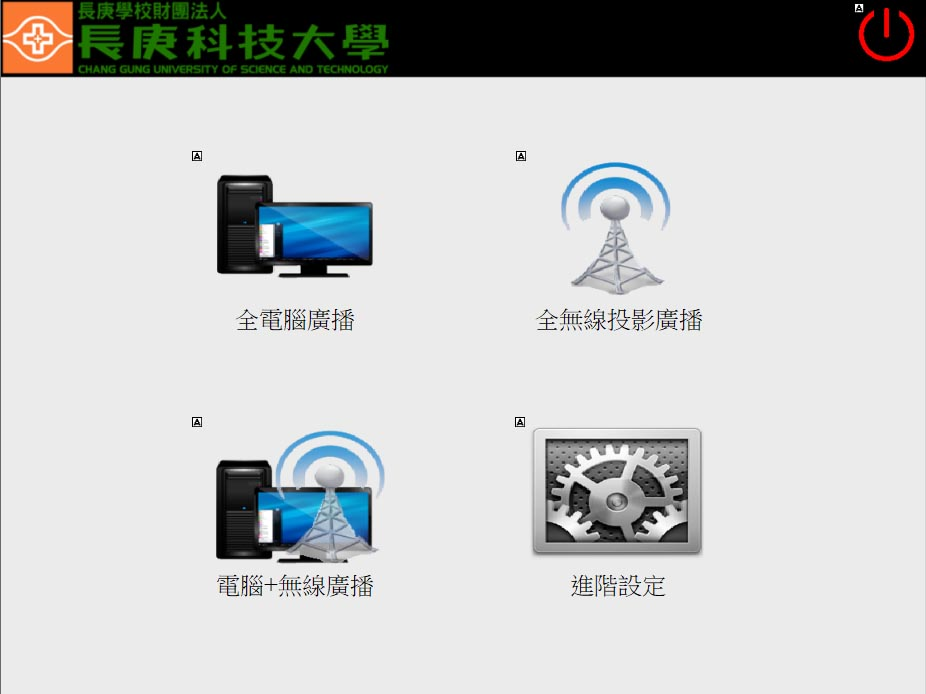 長庚學校財團法人
長庚科技大學
CHANG GUNG UNIVERSITY OF SCIENCE AND TECHNOLOGY
A
A
A
全電腦廣播
全無線投影廣播
A
A
電腦+無線廣播
進階設定